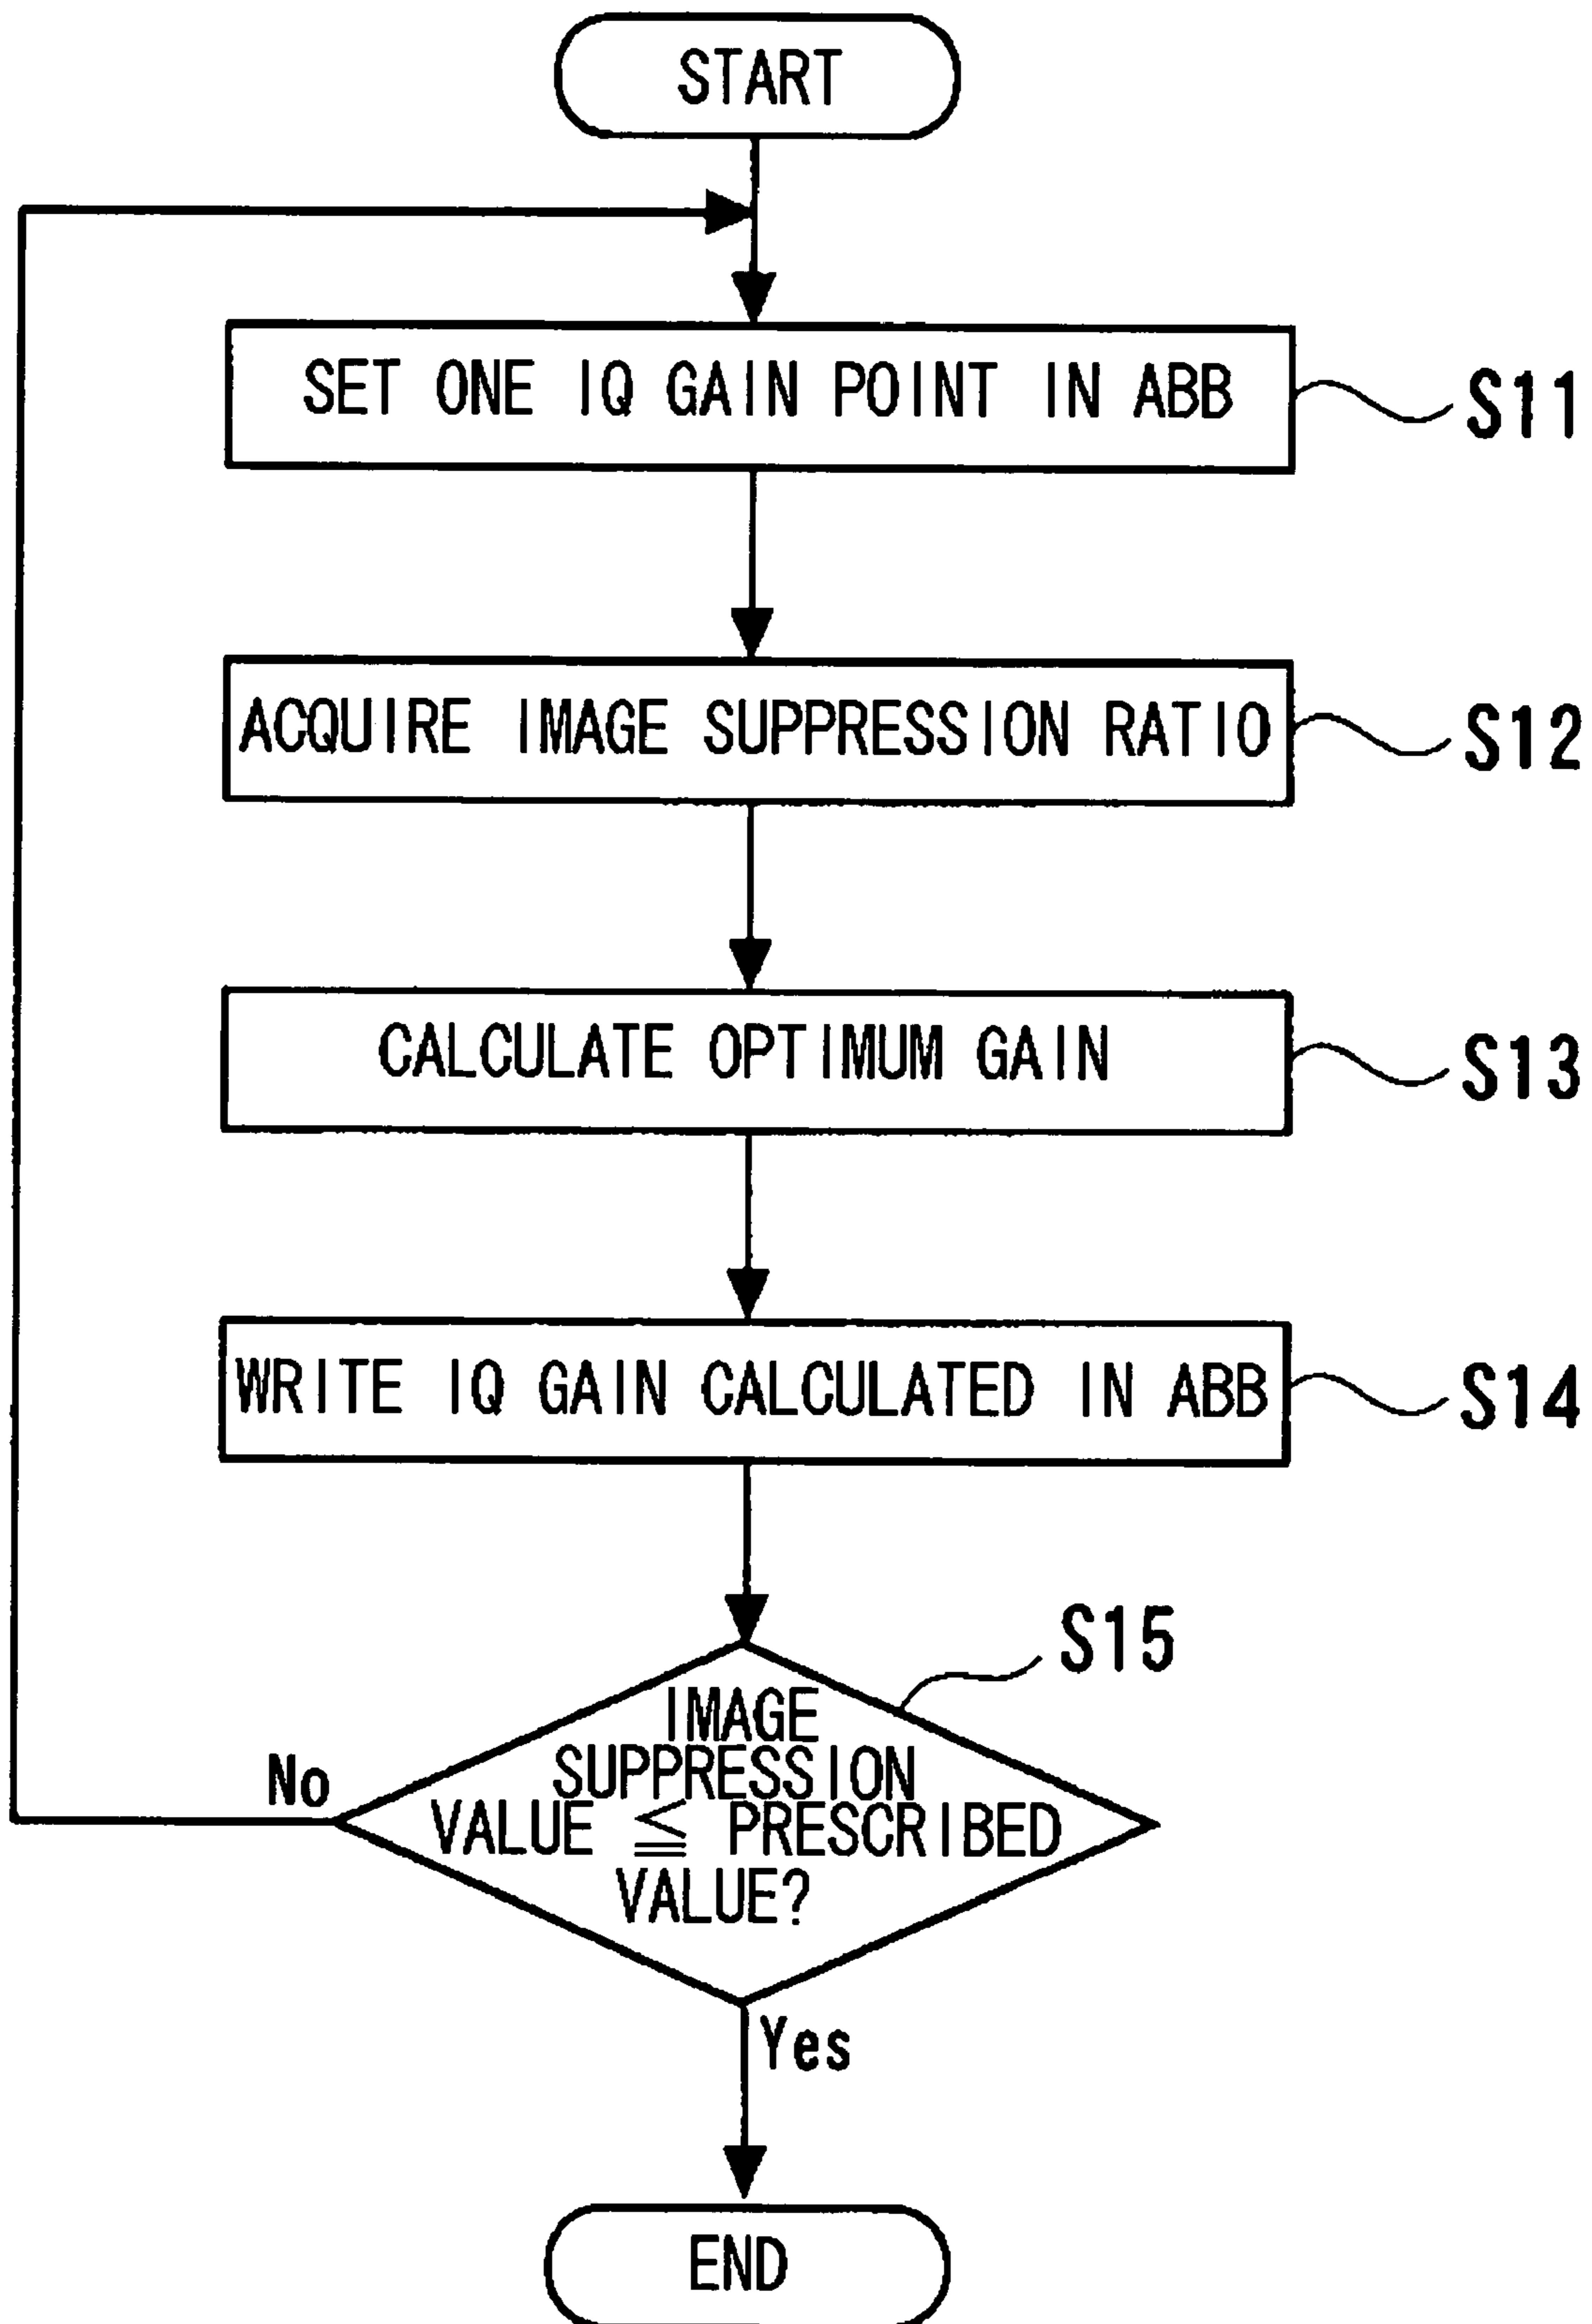 START
SET ONE IQ GAIN POINT IN ABB
S11
ACQUIRE IMAGE SUPPRESSION RATIO
S12
CALCULATE OPTIMUM GAIN
S13
WRITE IQ GAIN CALCULATED IN ABB
S14
S15
IMAGE
SUPPRESSION
VALUE ≦ PRESCRIBED
VALUE?
No
Yes
END